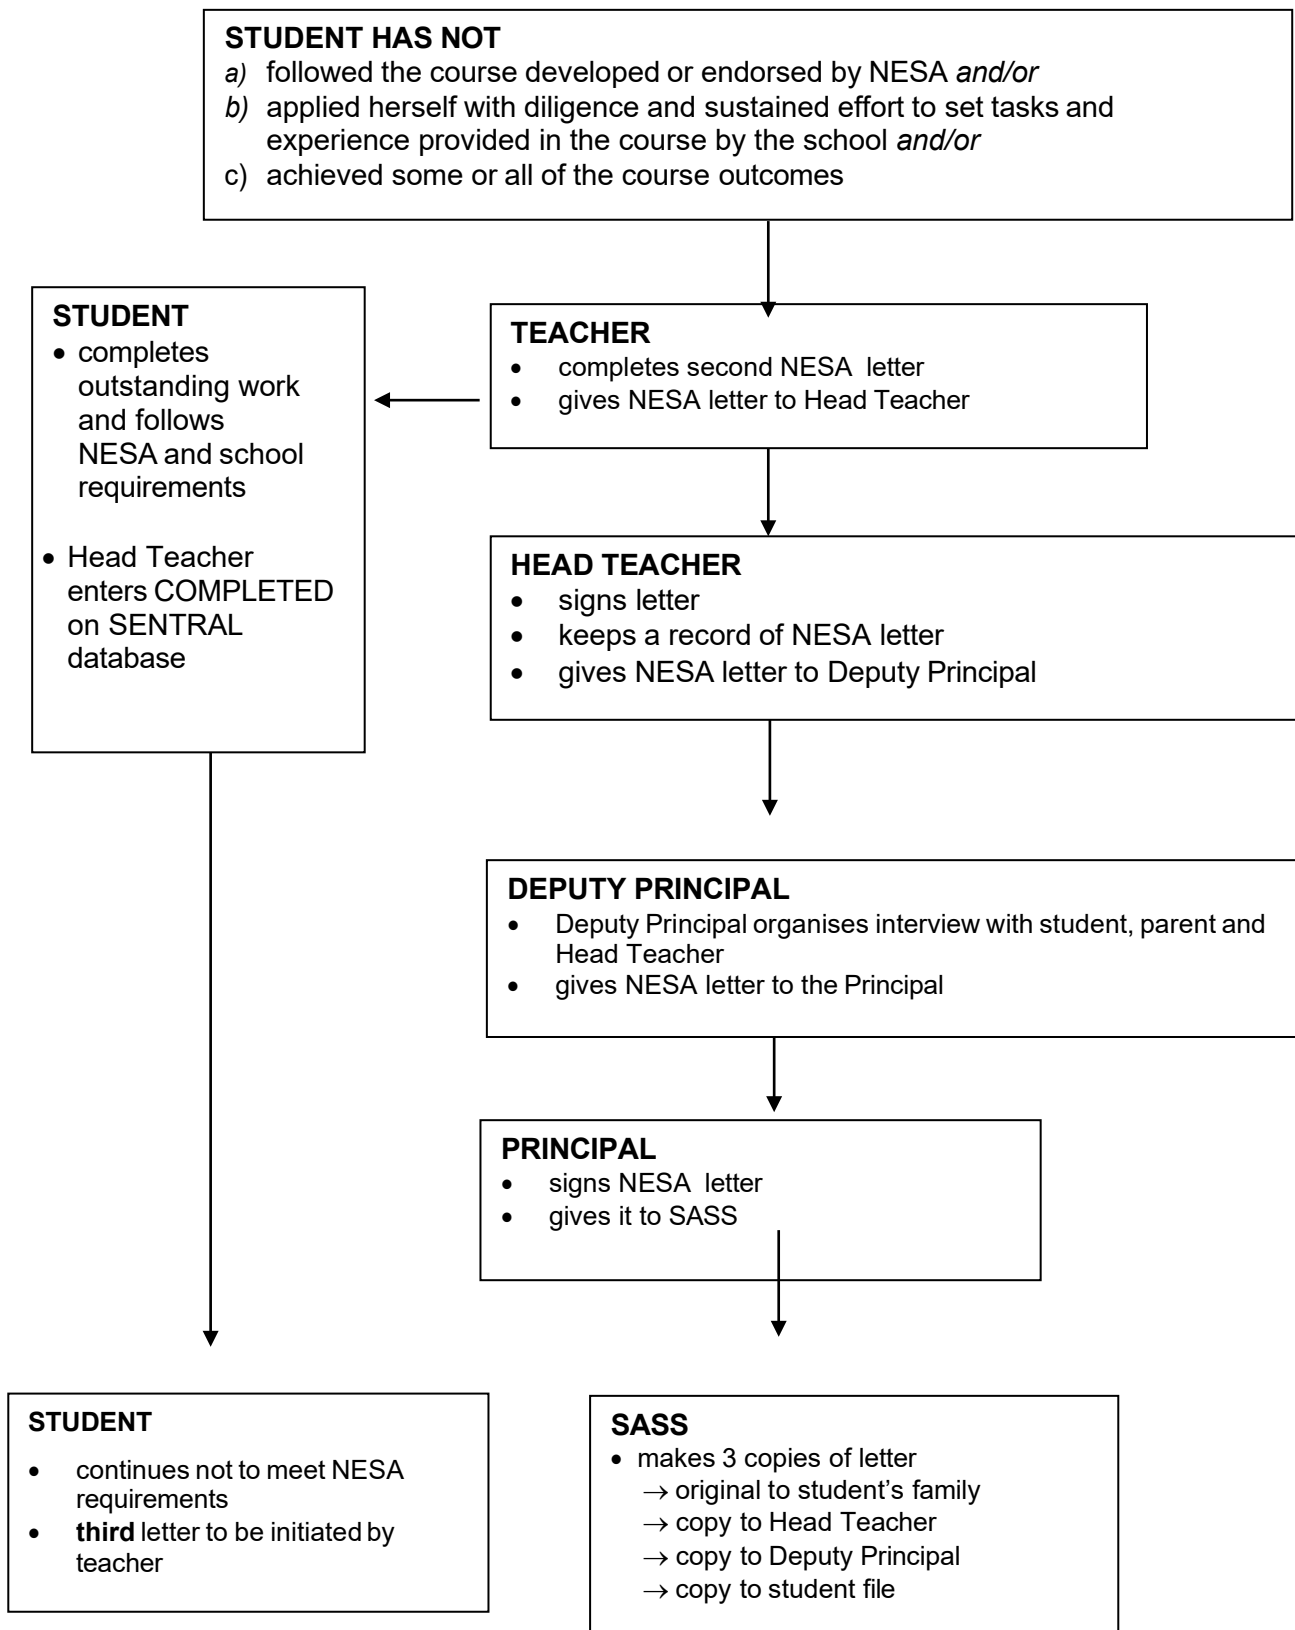 STUDENT HAS NOT
a) followed the course developed or endorsed by NESA and/or
b) applied herself with diligence and sustained effort to set tasks and
experience provided in the course by the school and/or
c) achieved some or all of the course outcomes
STUDENT
• completes
outstanding work
and follows
NESA and school
requirements
• Head Teacher
enters COMPLETED
on SENTRAL
database
TEACHER
• completes second NESA letter
• gives NESA letter to Head Teacher
HEAD TEACHER
• signs letter
• keeps a record of NESA letter
• gives NESA letter to Deputy Principal
DEPUTY PRINCIPAL
• Deputy Principal organises interview with student, parent and
Head Teacher
• gives NESA letter to the Principal
PRINCIPAL
• signs NESA letter
• gives it to SASS
STUDENT
• continues not to meet NESA
requirements
• third letter to be initiated by
teacher
SASS
• makes 3 copies of letter
→ original to student’s family
→ copy to Head Teacher
→ copy to Deputy Principal
→ copy to student file